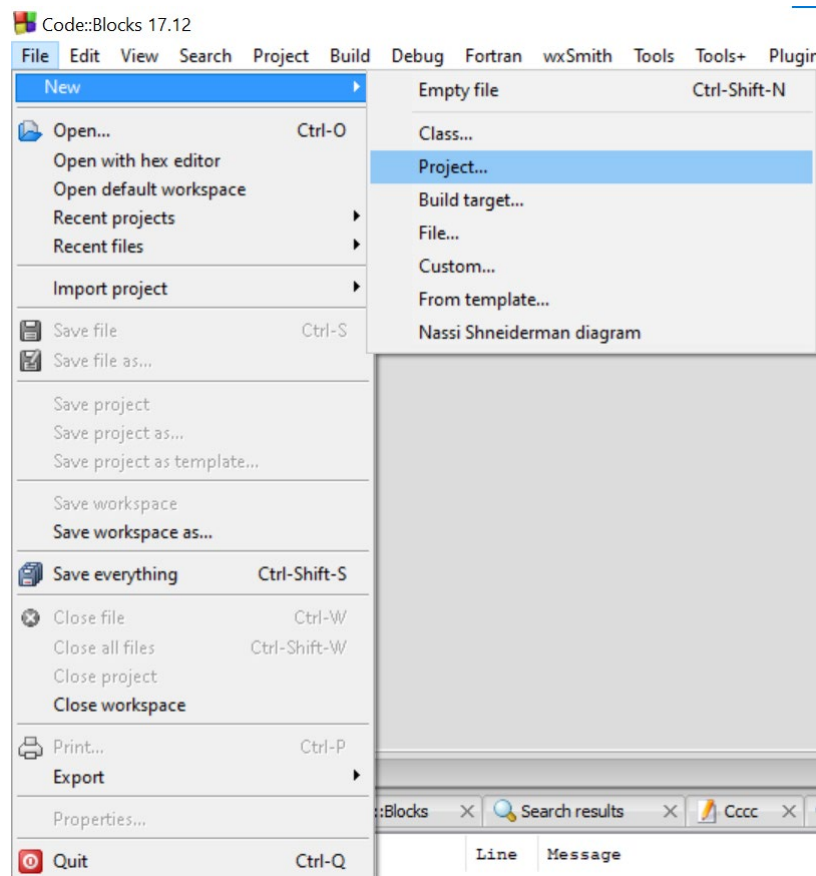 Code::Blocks 17.12
File Edit View Search Project Build Debug Fortran wxSmith Tools Tools+ Plugin
New
Empty file Ctrl-Shift-N
Class...
Project...
Build target...
File...
Custom...
From template...
Nassi Shneiderman diagram
Open... Ctrl-O
Open with hex editor
Open default workspace
Recent projects
Recent files
Import project
Save file Ctrl-S
Save file as...
Save project
Save project as...
Save project as template...
Save workspace
Save workspace as...
Save everything Ctrl-Shift-S
Close file Ctrl-W
Close all files Ctrl-Shift-W
Close project
Close workspace
Print... Ctrl-P
Export
Properties...
Quit Ctrl-Q
::Blocks Search results Cccc
Line Message